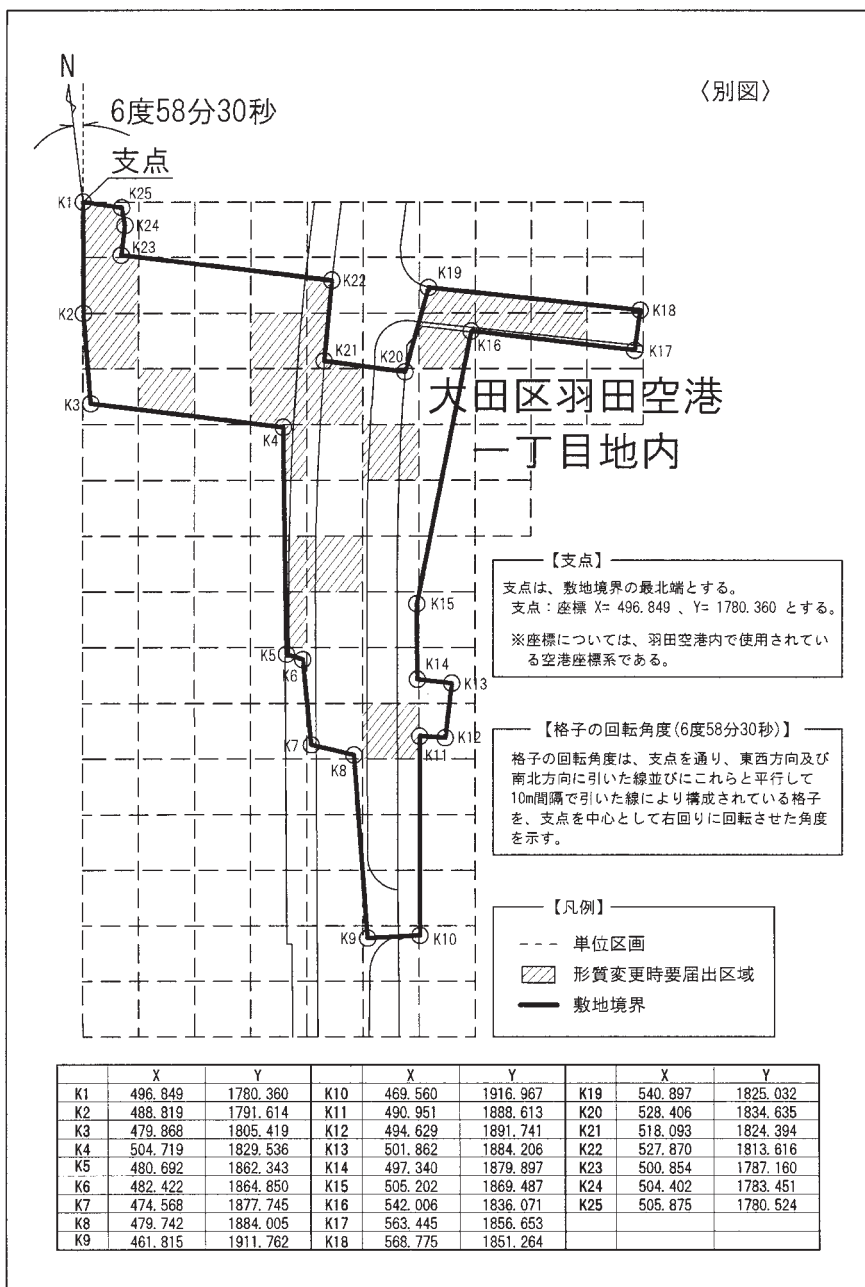 〈別図〉
N
6度58分30秒
支点
K1
K25
K24
K23
K22
K19
K18
K2
K16
K17
K21
K20
K3
大田区羽田空港
一丁目地内
K4
K15
K5
K6
K14
K13
K7
K8
K11
K12
K9
K10
【支点】
支点は、敷地境界の最北端とする。
支点:座標 X= 496.849 、Y= 1780.360 とする。
※座標については、羽田空港内で使用されてい
る空港座標系である。
【格子の回転角度(6度58分30秒)】
格子の回転角度は、支点を通り、東西方向及び
南北方向に引いた線並びにこれらと平行して
10m間隔で引いた線により構成されている格子
を、支点を中心として右回りに回転させた角度
を示す。
【凡例】
単位区画
形質変更時要届出区域
敷地境界
X Y X Y X Y
K1 496.849 1780.360 K10 469.560 1916.967 K19 540.897 1825.032
K2 488.819 1791.614 K11 490.951 1888.613 K20 528.406 1834.635
K3 479.868 1805.419 K12 494.629 1891.741 K21 518.093 1824.394
K4 504.719 1829.536 K13 501.862 1884.206 K22 527.870 1813.616
K5 480.692 1862.343 K14 497.340 1879.897 K23 500.854 1787.160
K6 482.422 1864.850 K15 505.202 1869.487 K24 504.402 1783.451
K7 474.568 1877.745 K16 542.006 1836.071 K25 505.875 1780.524
K8 479.742 1884.005 K17 563.445 1856.653
K9 461.815 1911.762 K18 568.775 1851.264